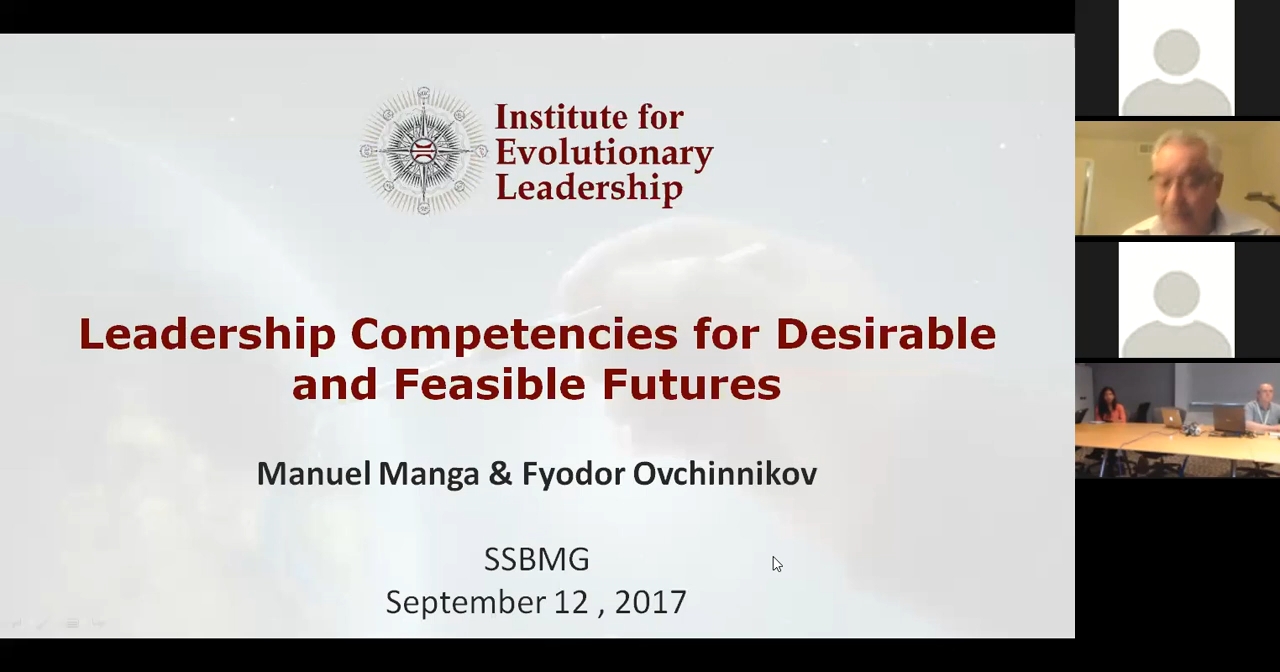 Institute for
Evolutionary
Leadership
Leadership Competencies for Desirable
and Feasible Futures
Manuel Manga & Fyodor Ovchinnikov
SSBMG
September 12 , 2017